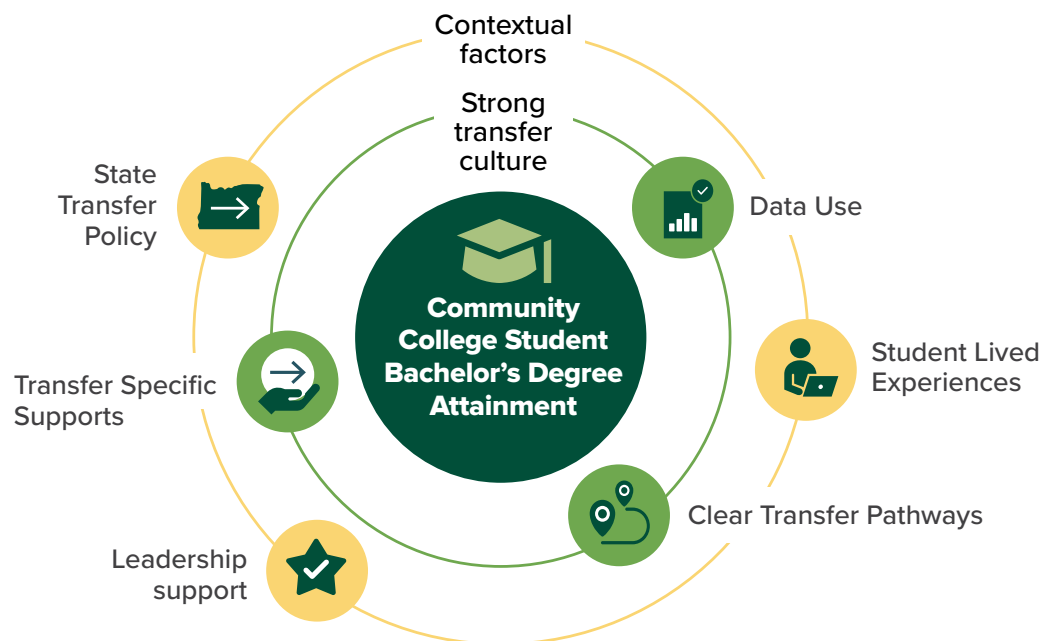 Contextual
factors
Strong
transfer
culture
State
Transfer
Policy
Data Use
Community
College Student
Bachelor’s Degree
Attainment
Student Lived
Experiences
Transfer Specific
Supports
Clear Transfer Pathways
Leadership
support